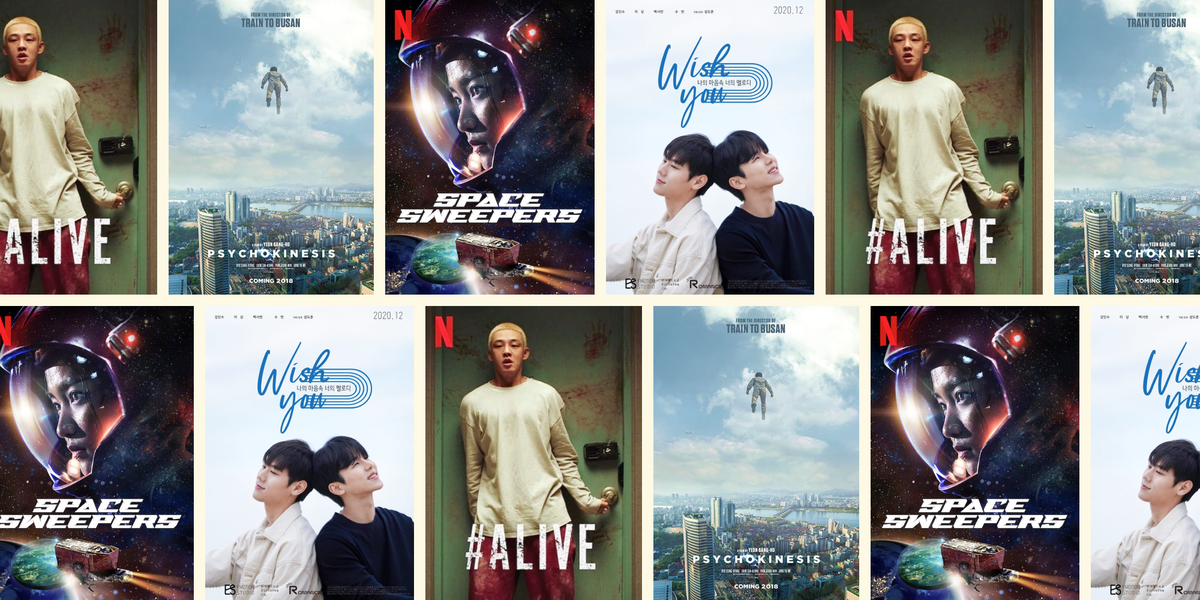 #ALIVE
FROM THE DIRECTOR OF
TRAIN TO BUSAN
PSYCHOKINESIS
COMING 2018
N
SPACE
SWEEPERS
2020.12
Wish
나의 마음속 너의 멜로디
you
N
#ALIVE
FROM THE DIRECTOR OF
TRAIN TO BUSAN
PSYCHOKINESIS
COMING 2018
N
SPACE
SWEEPERS
2020.12
Wish
나의 마음속 너의 멜로디
you
N
#ALIVE
FROM THE DIRECTOR OF
TRAIN TO BUSAN
PSYCHOKINESIS
COMING 2018
N
SPACE
SWEEPERS
Wish
you